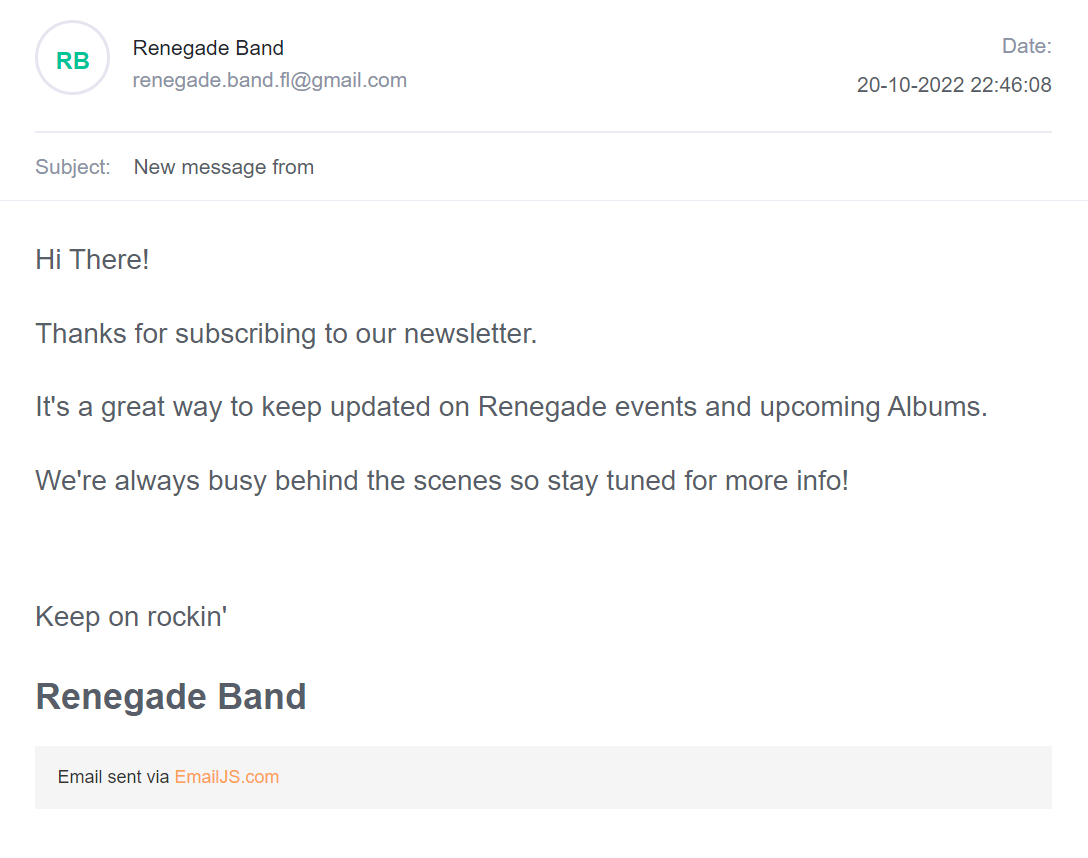 RB
Renegade Band
renegade.band.fl@gmail.com
Date:
20-10-2022 22:46:08
Subject: New message from
Hi There!
Thanks for subscribing to our newsletter.
It's a great way to keep updated on Renegade events and upcoming Albums.
We're always busy behind the scenes so stay tuned for more info!
Keep on rockin'
Renegade Band
Email sent via EmailJS.com